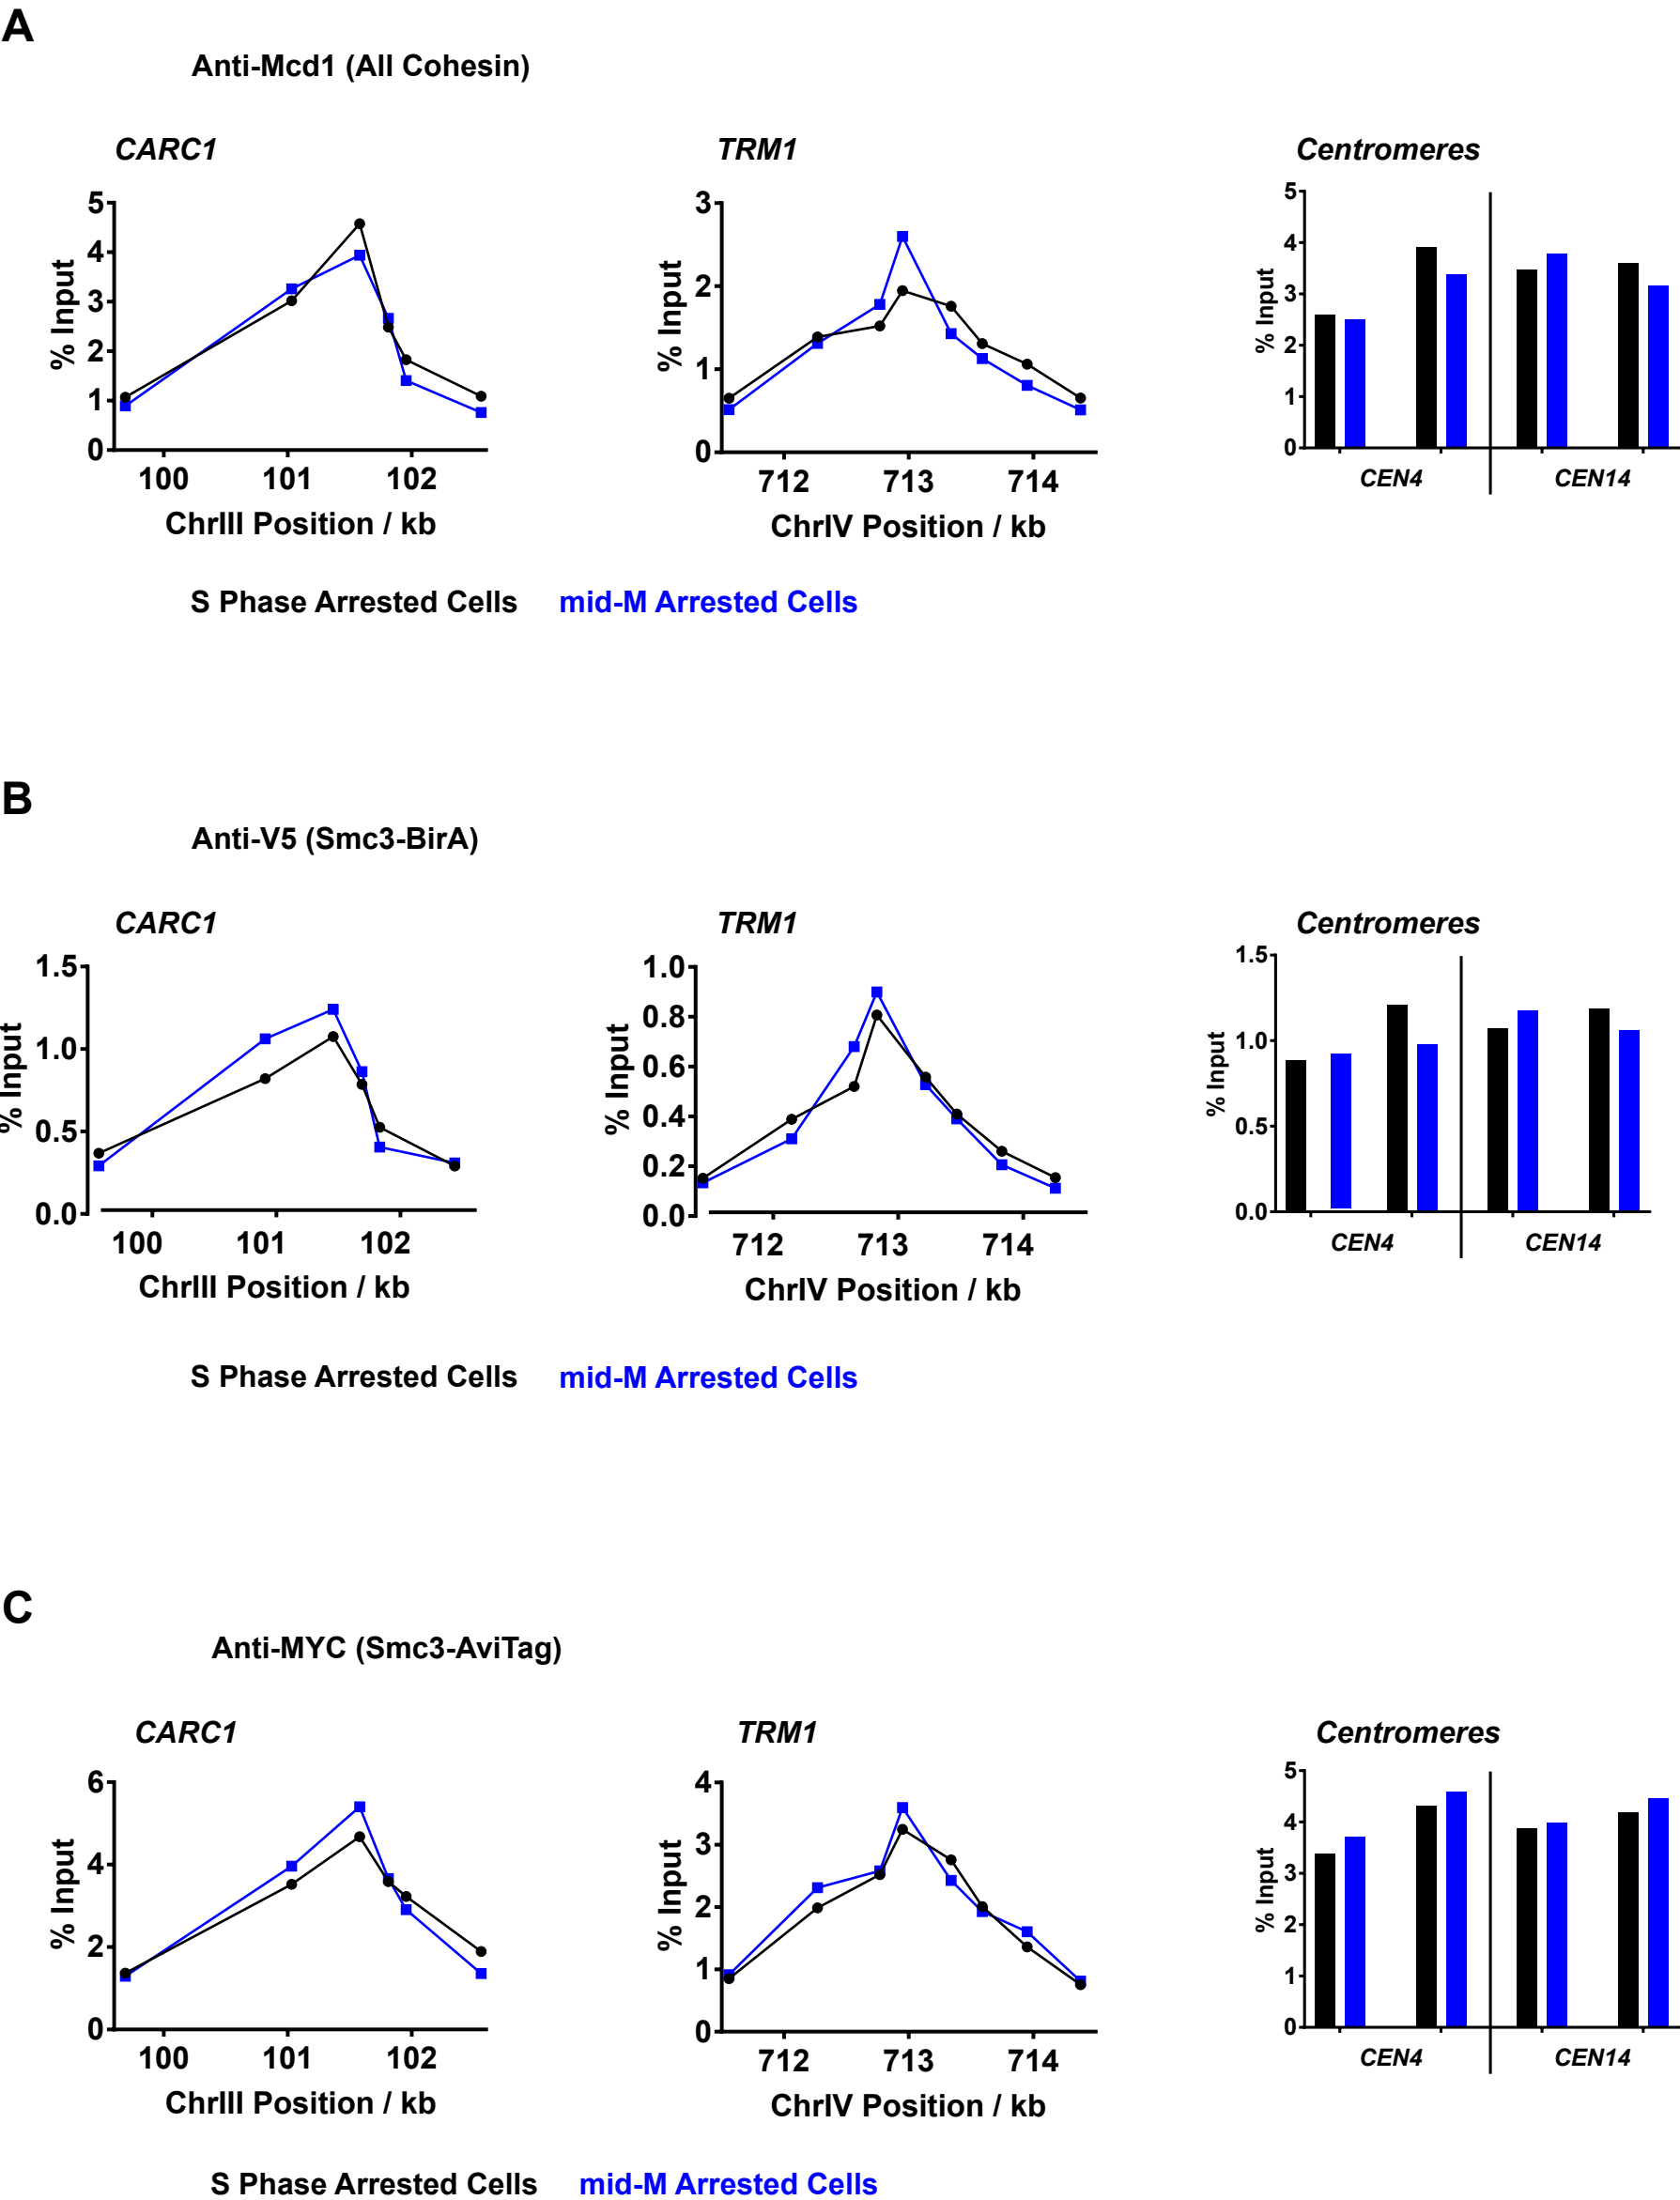 A
Anti-Mcd1 (All Cohesin)
CARC1
TRM1
Centromeres
5
4
3
2
1
0
% Input
100 101 102
ChrIII Position / kb
3
2
1
0
% Input
712 713 714
ChrIV Position / kb
5
4
3
2
1
0
% Input
CEN4 CEN14
S Phase Arrested Cells mid-M Arrested Cells
B
Anti-V5 (Smc3-BirA)
CARC1
TRM1
Centromeres
1.5
1.0
0.5
0.0
% Input
100 101 102
ChrIII Position / kb
1.0
0.8
0.6
0.4
0.2
0.0
% Input
712 713 714
ChrIV Position / kb
1.5
1.0
0.5
0.0
% Input
CEN4 CEN14
S Phase Arrested Cells mid-M Arrested Cells
C
Anti-MYC (Smc3-AviTag)
CARC1
TRM1
Centromeres
6
4
2
0
% Input
100 101 102
ChrIII Position / kb
4
3
2
1
0
% Input
712 713 714
ChrIV Position / kb
5
4
3
2
1
0
% Input
CEN4 CEN14
S Phase Arrested Cells mid-M Arrested Cells